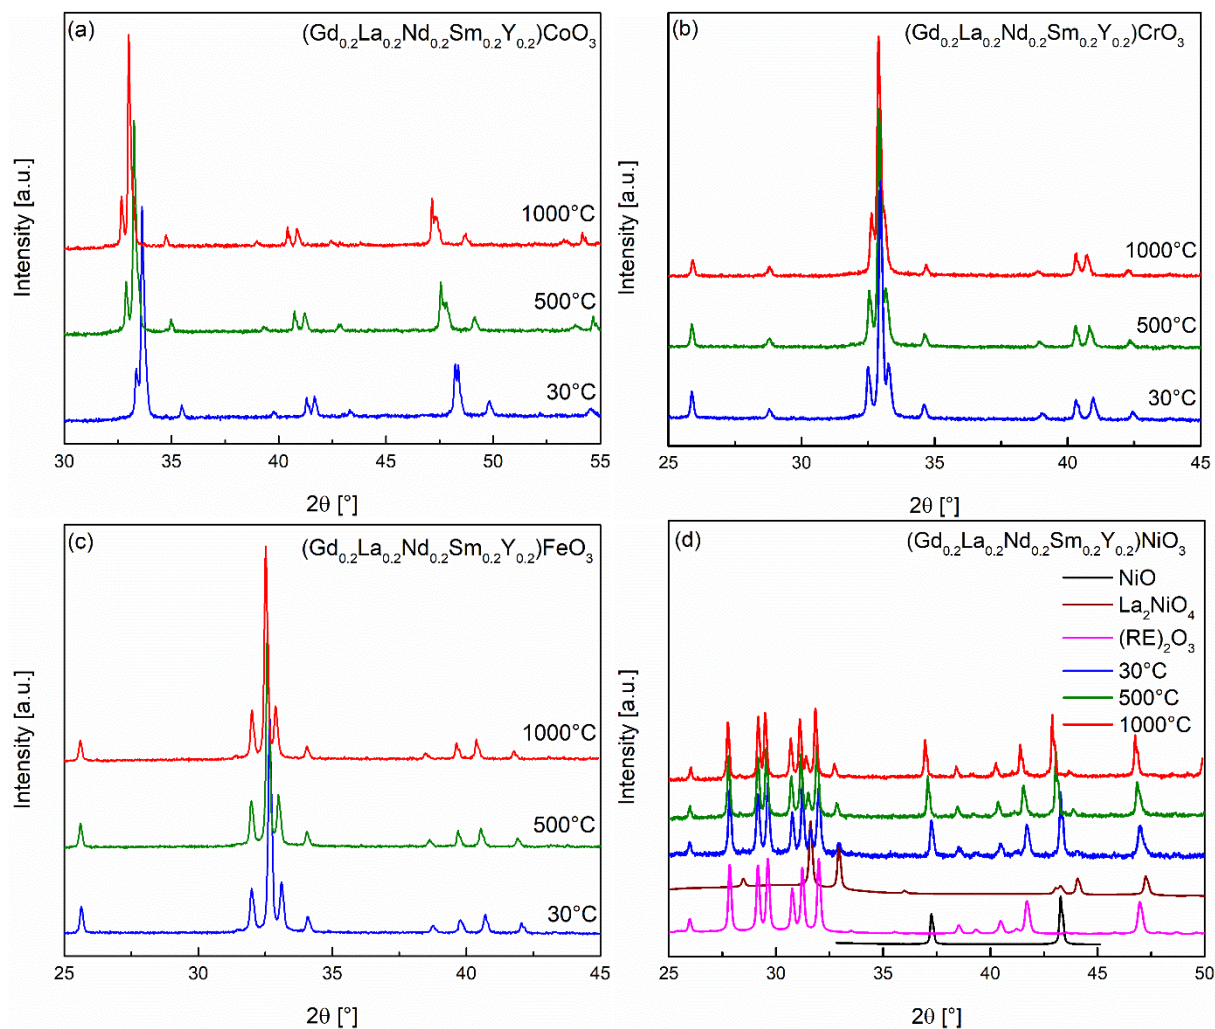 (a) (Gd₀.₂La₀.₂Nd₀.₂Sm₀.₂Y₀.₂)CoO₃
Intensity [a.u.]
1000°C
500°C
30°C
30 35 40 45 50 55
2θ [°]
(b) (Gd₀.₂La₀.₂Nd₀.₂Sm₀.₂Y₀.₂)CrO₃
Intensity [a.u.]
1000°C
500°C
30°C
25 30 35 40 45
2θ [°]
(c) (Gd₀.₂La₀.₂Nd₀.₂Sm₀.₂Y₀.₂)FeO₃
Intensity [a.u.]
1000°C
500°C
30°C
25 30 35 40 45
2θ [°]
(d) (Gd₀.₂La₀.₂Nd₀.₂Sm₀.₂Y₀.₂)NiO₃
NiO
La₂NiO₄
(RE)₂O₃
30°C
500°C
1000°C
Intensity [a.u.]
25 30 35 40 45 50
2θ [°]